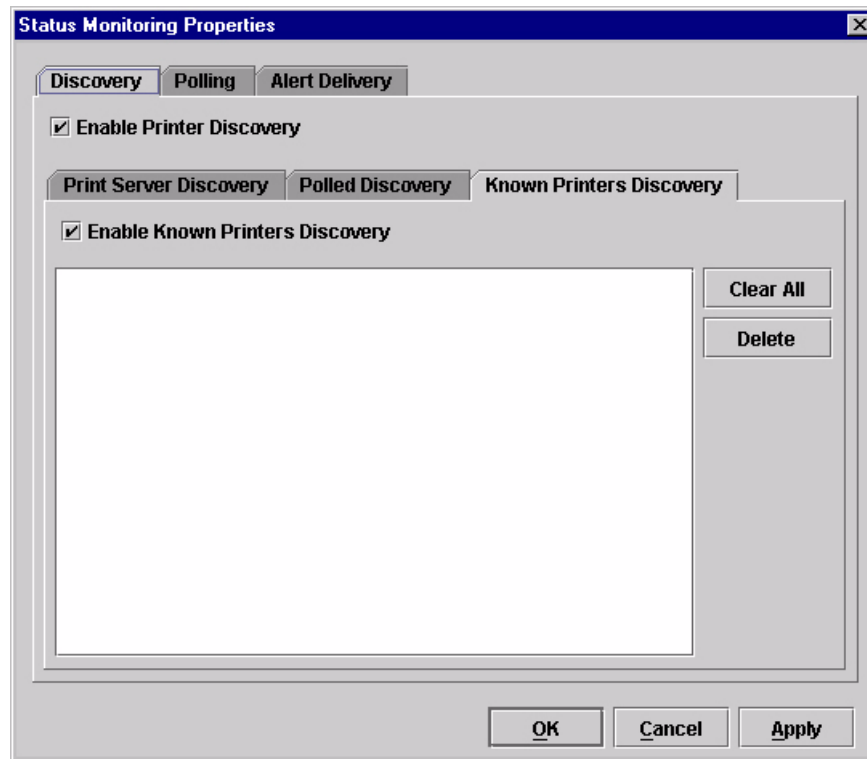 Status Monitoring Properties
Discovery Polling Alert Delivery
Enable Printer Discovery
Print Server Discovery Polled Discovery Known Printers Discovery
Enable Known Printers Discovery
Clear All
Delete
OK Cancel Apply